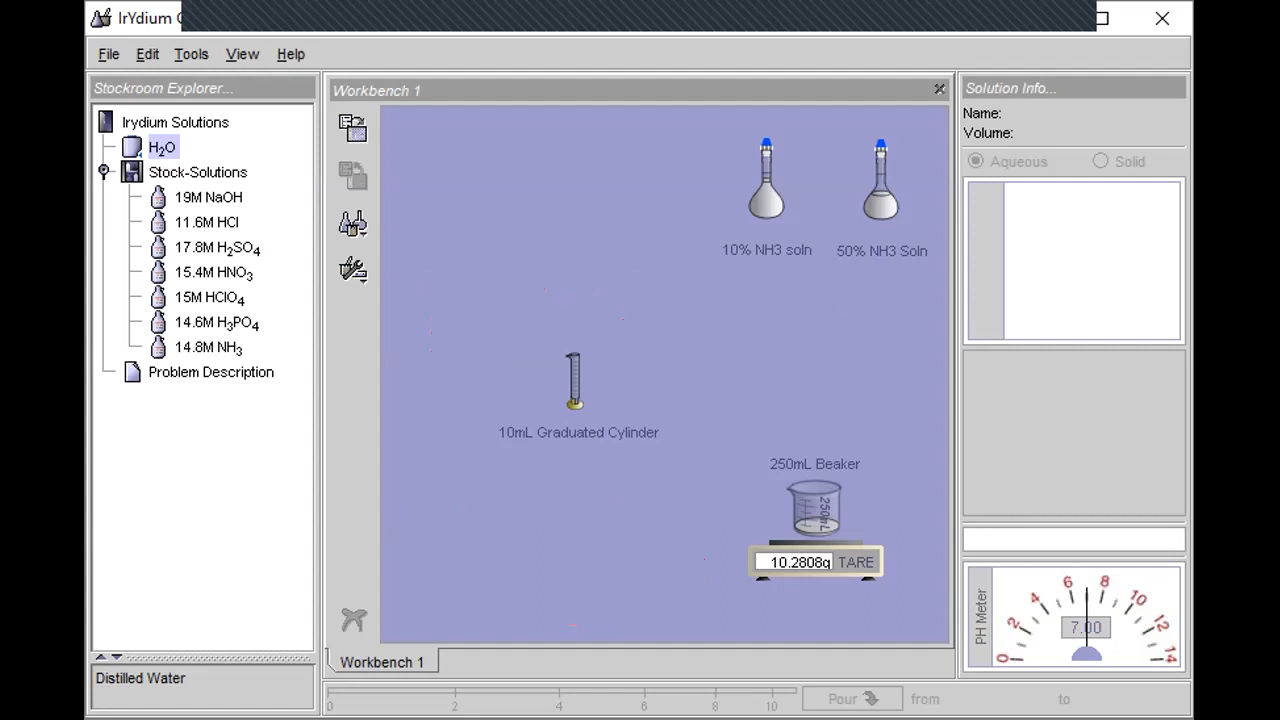 IrYdium
File Edit Tools View Help
Stockroom Explorer...
Irydium Solutions
H2O
Stock-Solutions
19M NaOH
11.6M HCl
17.8M H2SO4
15.4M HNO3
15M HClO4
14.6M H3PO4
14.8M NH3
Problem Description
Distilled Water
Workbench 1
10% NH3 soln
50% NH3 Soln
10mL Graduated Cylinder
250mL Beaker
250mL
10.2808g TARE
Workbench 1
0 2 4 6 8 10
Pour from to
Solution Info...
Name:
Volume:
Aqueous Solid
PH Meter
0 2 4 6 8 10 12 14
7.00